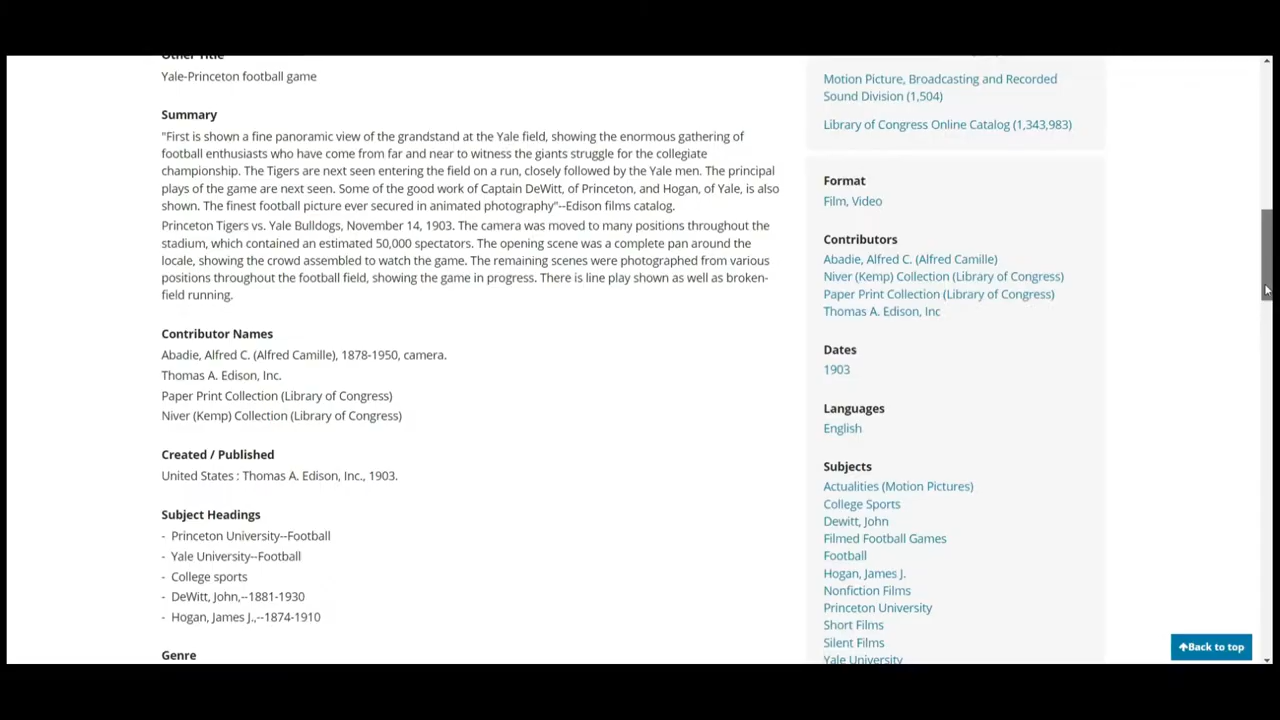 Other Title
Yale-Princeton football game
Summary
"First is shown a fine panoramic view of the grandstand at the Yale field, showing the enormous gathering of
football enthusiasts who have come from far and near to witness the giants struggle for the collegiate
championship. The Tigers are next seen entering the field on a run, closely followed by the Yale men. The principal
plays of the game are next seen. Some of the good work of Captain DeWitt, of Princeton, and Hogan, of Yale, is also
shown. The finest football picture ever secured in animated photography"--Edison films catalog.
Princeton Tigers vs. Yale Bulldogs, November 14, 1903. The camera was moved to many positions throughout the
stadium, which contained an estimated 50,000 spectators. The opening scene was a complete pan around the
locale, showing the crowd assembled to watch the game. The remaining scenes were photographed from various
positions throughout the football field, showing the game in progress. There is line play shown as well as broken-
field running.
Contributor Names
Abadie, Alfred C. (Alfred Camille), 1878-1950, camera.
Thomas A. Edison, Inc.
Paper Print Collection (Library of Congress)
Niver (Kemp) Collection (Library of Congress)
Created / Published
United States : Thomas A. Edison, Inc., 1903.
Subject Headings
- Princeton University--Football
- Yale University--Football
- College sports
- DeWitt, John,--1881-1930
- Hogan, James J.,--1874-1910
Genre
Motion Picture, Broadcasting and Recorded
Sound Division (1,504)
Library of Congress Online Catalog (1,343,983)
Format
Film, Video
Contributors
Abadie, Alfred C. (Alfred Camille)
Niver (Kemp) Collection (Library of Congress)
Paper Print Collection (Library of Congress)
Thomas A. Edison, Inc
Dates
1903
Languages
English
Subjects
Actualities (Motion Pictures)
College Sports
Dewitt, John
Filmed Football Games
Football
Hogan, James J.
Nonfiction Films
Princeton University
Short Films
Silent Films
Yale University
Back to top